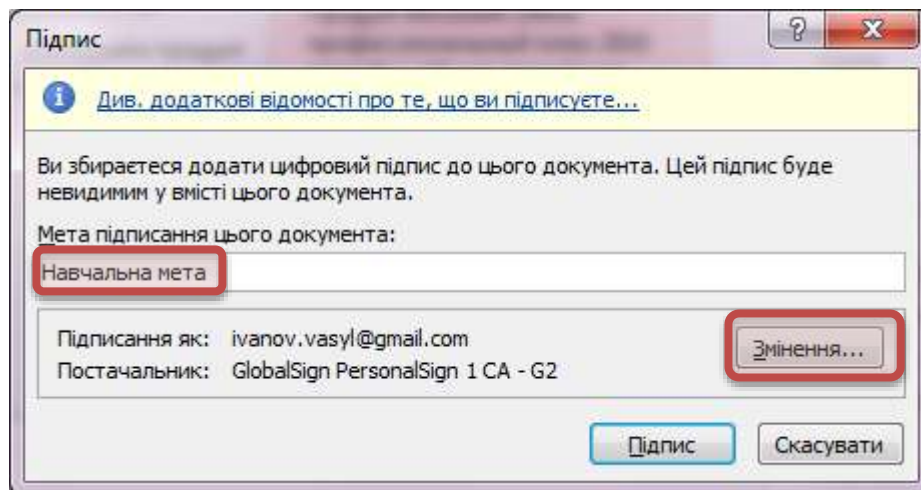 Підпис
Див. додаткові відомості про те, що ви підписуєте...
Ви збираєтеся додати цифровий підпис до цього документа. Цей підпис буде
невидимим у вмісті цього документа.
Мета підписання цього документа:
Навчальна мета
Підписання як: ivanov.vasyl@gmail.com
Змінення...
Постачальник: GlobalSign PersonalSign 1 CA - G2
Підпис Скасувати